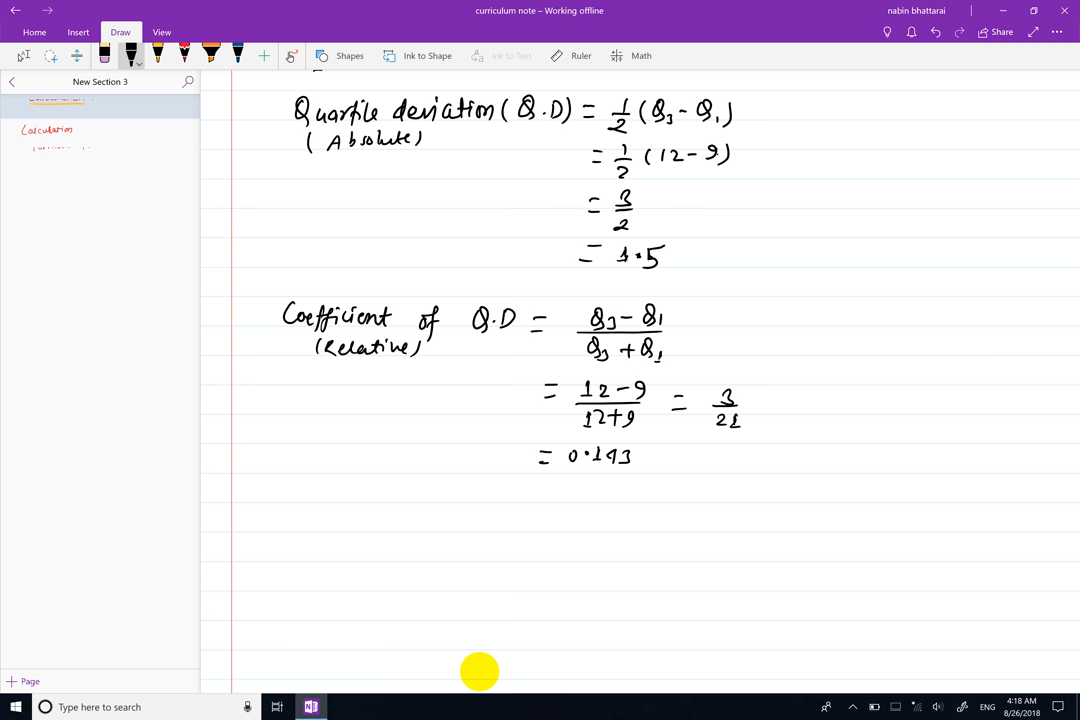 curriculum note – Working offline
nabin bhattarai
Home Insert Draw View
Share
Shapes Ink to Shape Ink to Text Ruler Math
New Section 3
Calculation
Quartile deviation (Q.D) = 1/2 (Q3 - Q1)
(Absolute)
= 1/2 (12 - 9)
= 3/2
= 1.5
Coefficient of Q.D = Q3 - Q1 / Q3 + Q1
(Relative)
= 12 - 9 / 12 + 9 = 3/21
= 0.143
+ Page
Type here to search
ENG
4:18 AM
8/26/2018